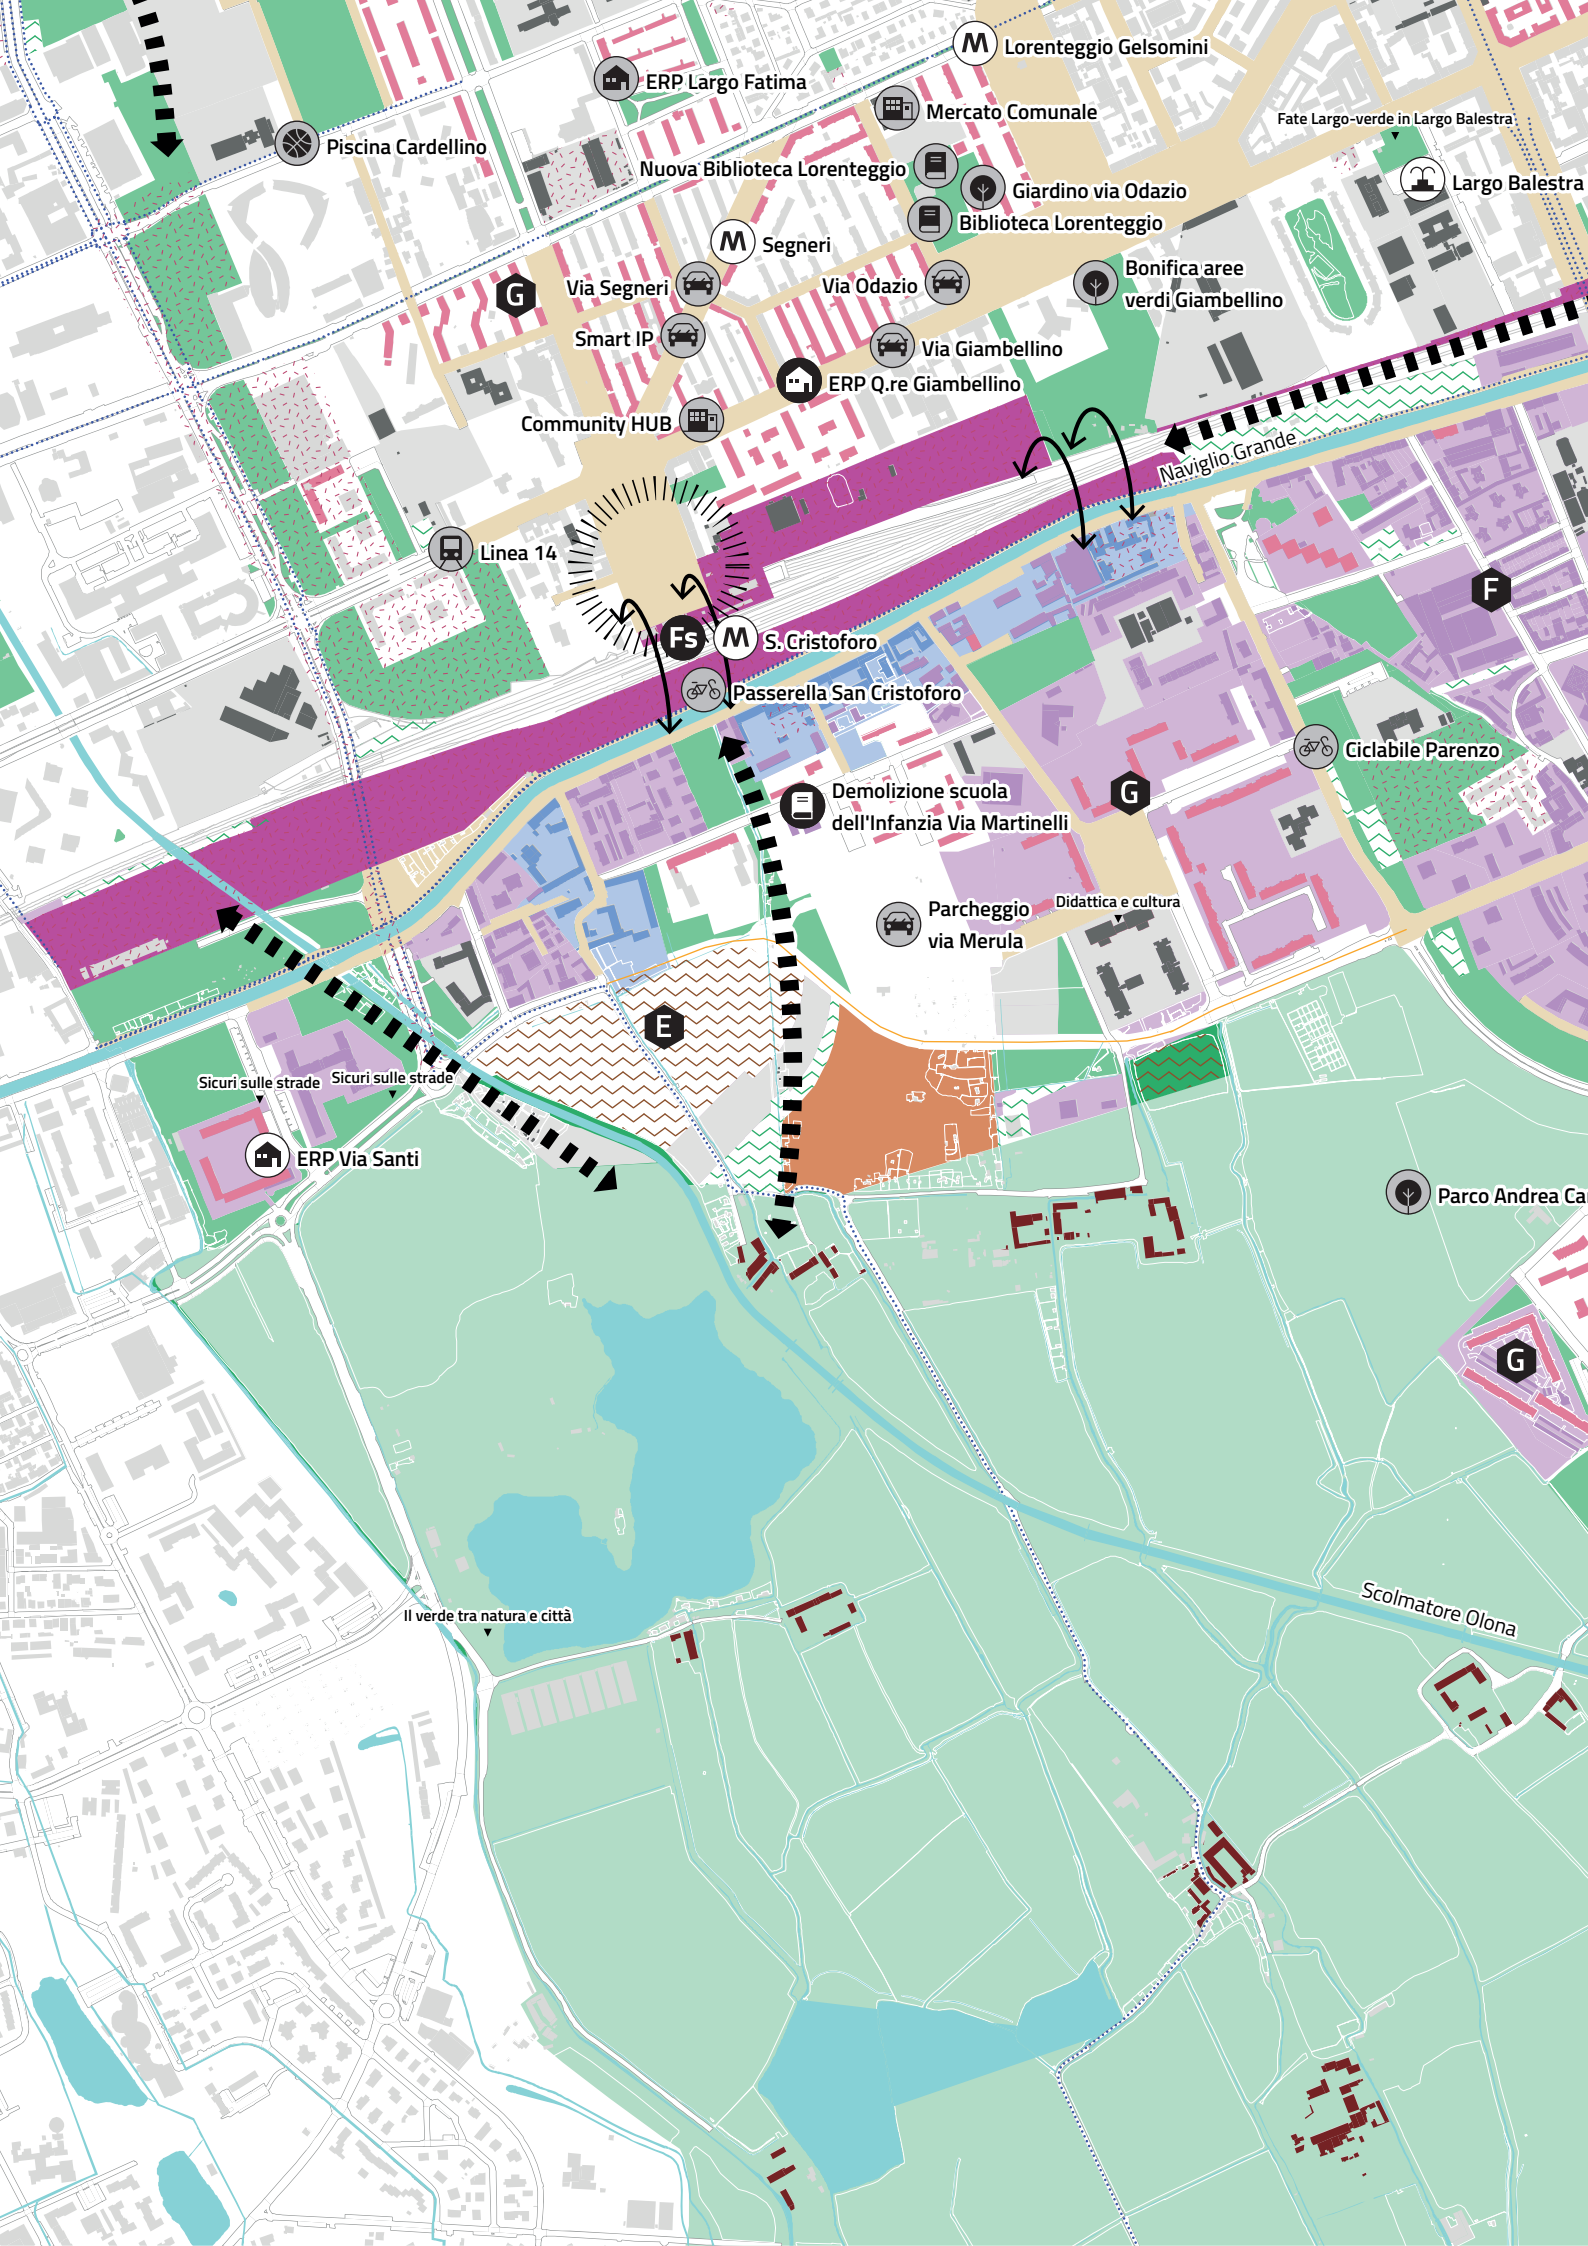 M Lorenteggio Gelsomini
ERP Largo Fatima
Mercato Comunale
Fate Largo-verde in Largo Balestra
Piscina Cardellino
Nuova Biblioteca Lorenteggio
Giardino via Odazio
Largo Balestra
Biblioteca Lorenteggio
M Segneri
Bonifica aree
verdi Giambellino
Via Segneri
Via Odazio
G
Smart IP
Via Giambellino
ERP Q.re Giambellino
Community HUB
Naviglio Grande
Linea 14
F
Fs M S. Cristoforo
Passerella San Cristoforo
Ciclabile Parenzo
Demolizione scuola
dell'Infanzia Via Martinelli
G
Didattica e cultura
Parcheggio
via Merula
E
Sicuri sulle strade
Sicuri sulle strade
ERP Via Santi
Parco Andrea Ca
G
Scolmatore Olona
Il verde tra natura e città